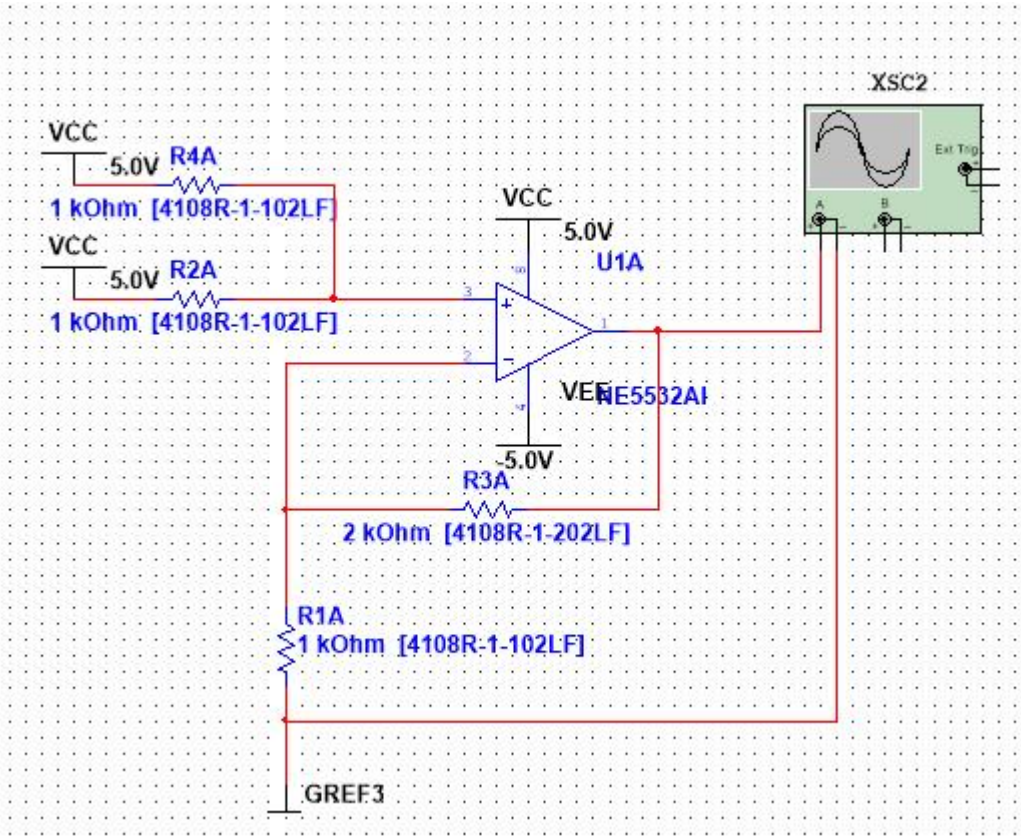 XSC2
Ext Trig
+
-
A
B
+ - + -
VCC
5.0V
R4A
1 kOhm [4108R-1-102LF]
VCC
5.0V
R2A
1 kOhm [4108R-1-102LF]
VCC
5.0V
U1A
8
3
+
1
2
-
4
VEE
NE5532AI
-5.0V
R3A
2 kOhm [4108R-1-202LF]
R1A
1 kOhm [4108R-1-102LF]
GREF3